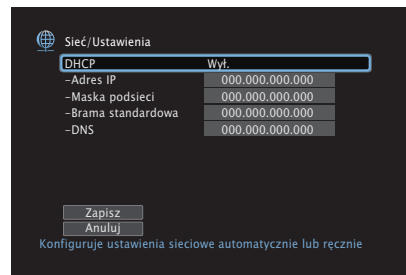 Sieć/Ustawienia
DHCP Wył.
–Adres IP 000.000.000.000
–Maska podsieci 000.000.000.000
–Brama standardowa 000.000.000.000
–DNS 000.000.000.000
Zapisz
Anuluj
Konfiguruje ustawienia sieciowe automatycznie lub ręcznie